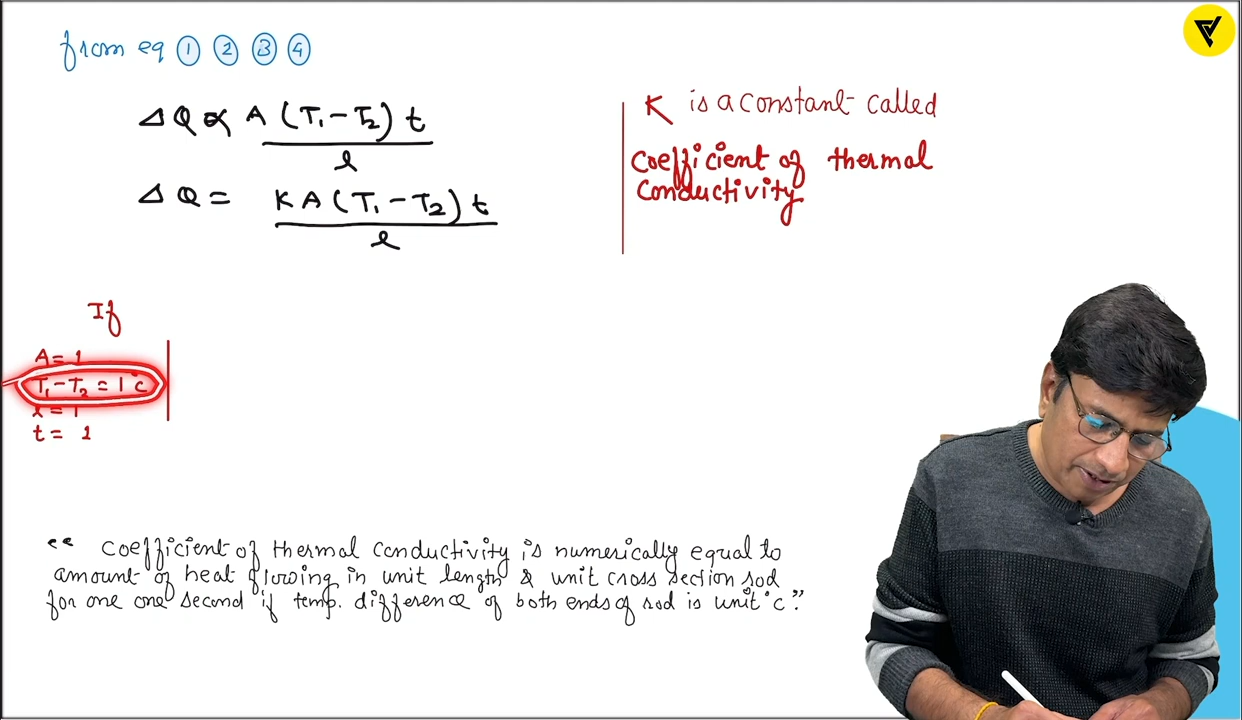 from eq ① ② ③ ④
Δ Q ∝ A (T₁ - T₂) t
l
Δ Q = K A (T₁ - T₂) t
l
K is a constant called
coefficient of thermal
conductivity
If
A = 1
T₁ - T₂ = 1°c
l = 1
t = 1
“ coefficient of thermal conductivity is numerically equal to
amount of heat flowing in unit length & unit cross section rod
for one one second if temp. difference of both ends of rod is unit °c.”